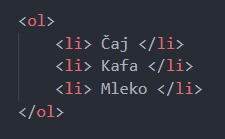 <ol>
    <li> Čaj </li>
    <li> Kafa </li>
    <li> Mleko </li>
</ol>